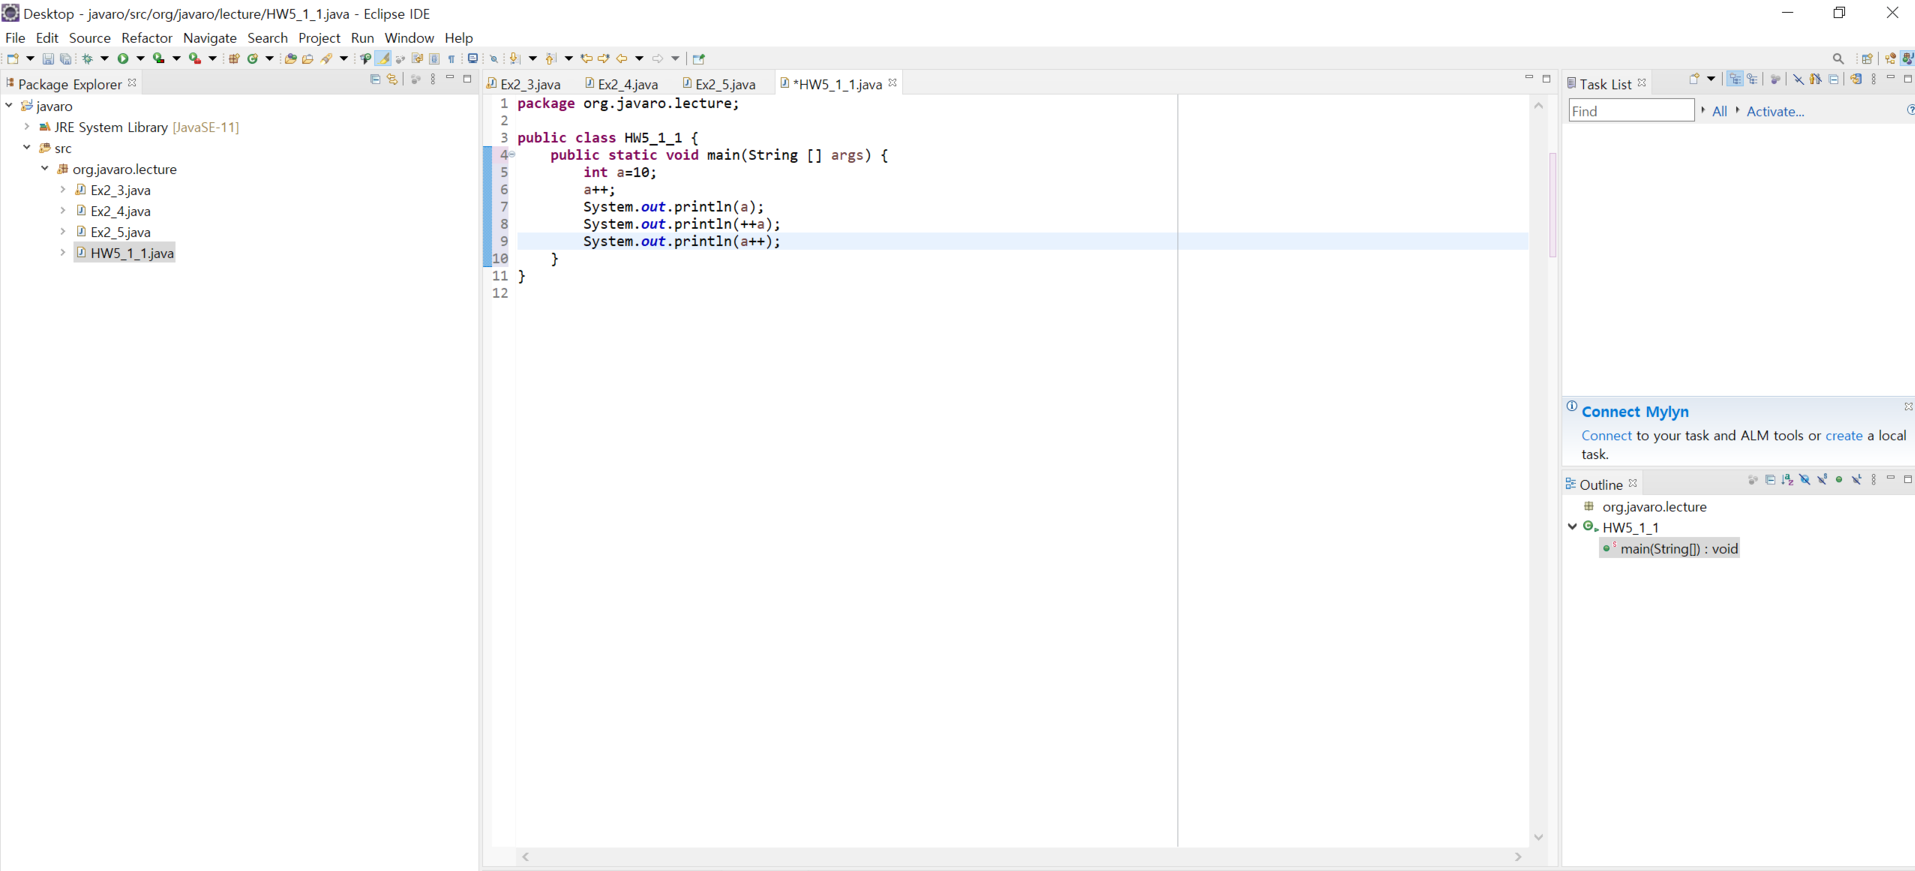 Desktop - javaro/src/org/javaro/lecture/HW5_1_1.java - Eclipse IDE
File Edit Source Refactor Navigate Search Project Run Window Help
Package Explorer
javaro
JRE System Library [JavaSE-11]
src
org.javaro.lecture
Ex2_3.java
Ex2_4.java
Ex2_5.java
HW5_1_1.java
Ex2_3.java Ex2_4.java Ex2_5.java *HW5_1_1.java
1 package org.javaro.lecture;
2
3 public class HW5_1_1 {
4 public static void main(String [] args) {
5 int a=10;
6 a++;
7 System.out.println(a);
8 System.out.println(++a);
9 System.out.println(a++);
10 }
11 }
12
Task List
Find All Activate...
Connect Mylyn
Connect to your task and ALM tools or create a local
task.
Outline
org.javaro.lecture
HW5_1_1
main(String[]) : void